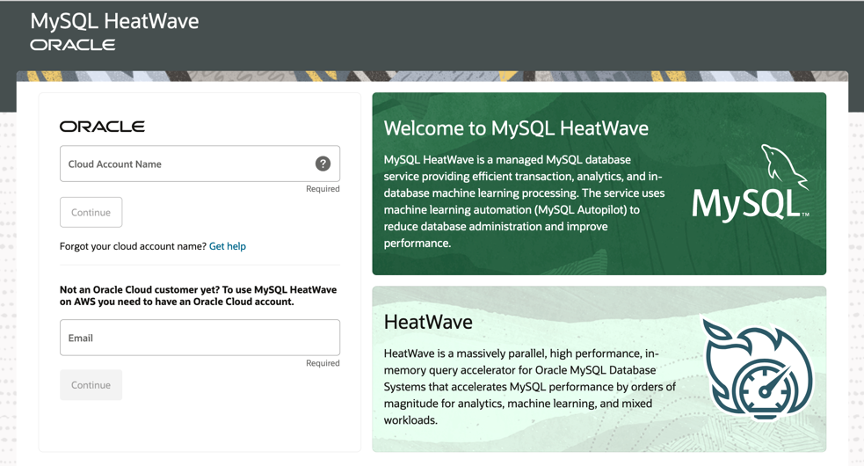 MySQL HeatWave
ORACLE
ORACLE
Cloud Account Name
?
Required
Continue
Forgot your cloud account name? Get help
Not an Oracle Cloud customer yet? To use MySQL HeatWave
on AWS you need to have an Oracle Cloud account.
Email
Required
Continue
Welcome to MySQL HeatWave
MySQL HeatWave is a managed MySQL database
service providing efficient transaction, analytics, and in-
database machine learning processing. The service uses
machine learning automation (MySQL Autopilot) to
reduce database administration and improve
performance.
MySQL™
HeatWave
HeatWave is a massively parallel, high performance, in-
memory query accelerator for Oracle MySQL Database
Systems that accelerates MySQL performance by orders of
magnitude for analytics, machine learning, and mixed
workloads.